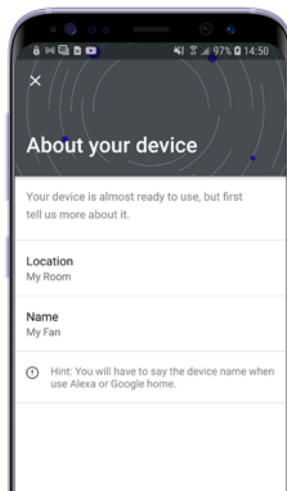 97% 14:50
About your device
Your device is almost ready to use, but first
tell us more about it.
Location
My Room
Name
My Fan
Hint: You will have to say the device name when
use Alexa or Google home.